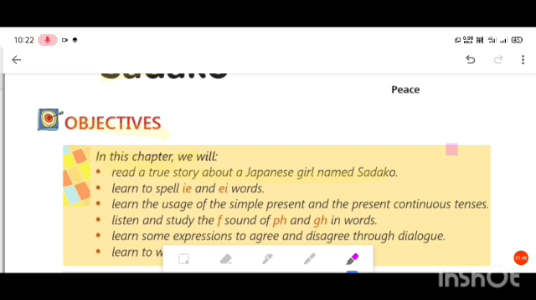 10:22
Sadako
Peace
OBJECTIVES
In this chapter, we will:
• read a true story about a Japanese girl named Sadako.
• learn to spell ie and ei words.
• learn the usage of the simple present and the present continuous tenses.
• listen and study the f sound of ph and gh in words.
• learn some expressions to agree and disagree through dialogue.
• learn to w
InShOt